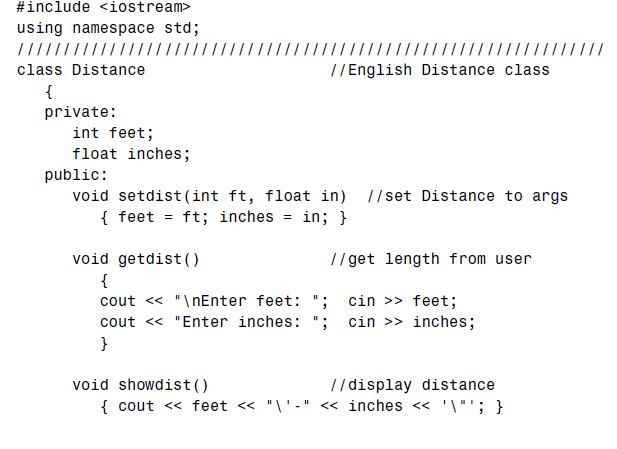 #include <iostream>
using namespace std;
////////////////////////////////////////////////////////////////
class Distance                    //English Distance class
   {
   private:
      int feet;
      float inches;
   public:
      void setdist(int ft, float in)  //set Distance to args
         { feet = ft; inches = in; }

      void getdist()              //get length from user
         {
         cout << "\nEnter feet: ";  cin >> feet;
         cout << "Enter inches: ";  cin >> inches;
         }

      void showdist()             //display distance
         { cout << feet << "\'-" << inches << '\"'; }